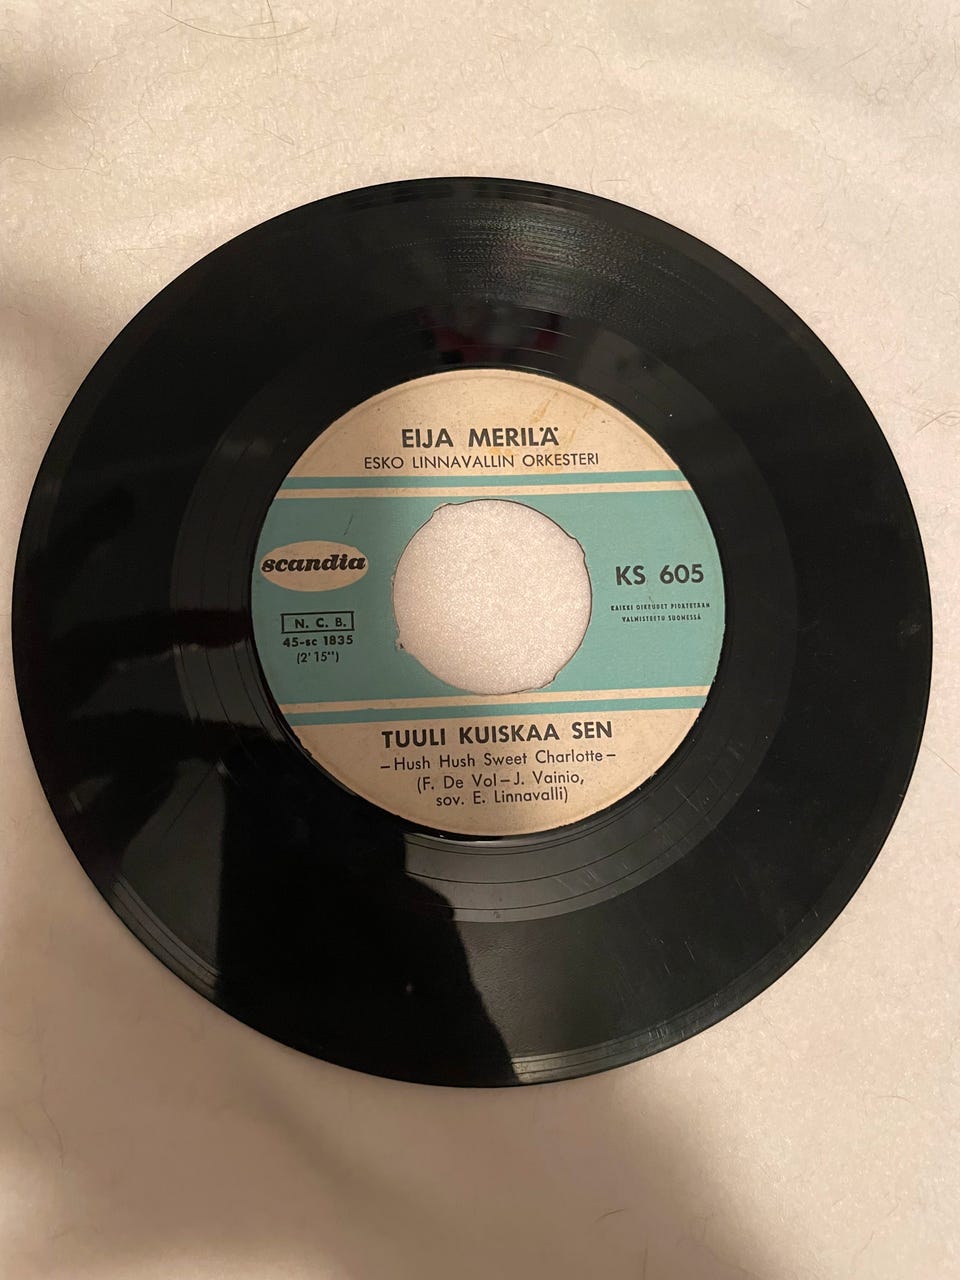 EIJA MERILÄ
ESKO LINNAVALLIN ORKESTERI
scandia
N. C. B.
45-sc 1835
(2'15")
KS 605
KAIKKI OIKEUDET PIDÄTETÄÄN
VALMISTETTU SUOMESSA
TUULI KUISKAA SEN
—Hush Hush Sweet Charlotte—
(F. De Vol—J. Vainio,
sov. E. Linnavalli)